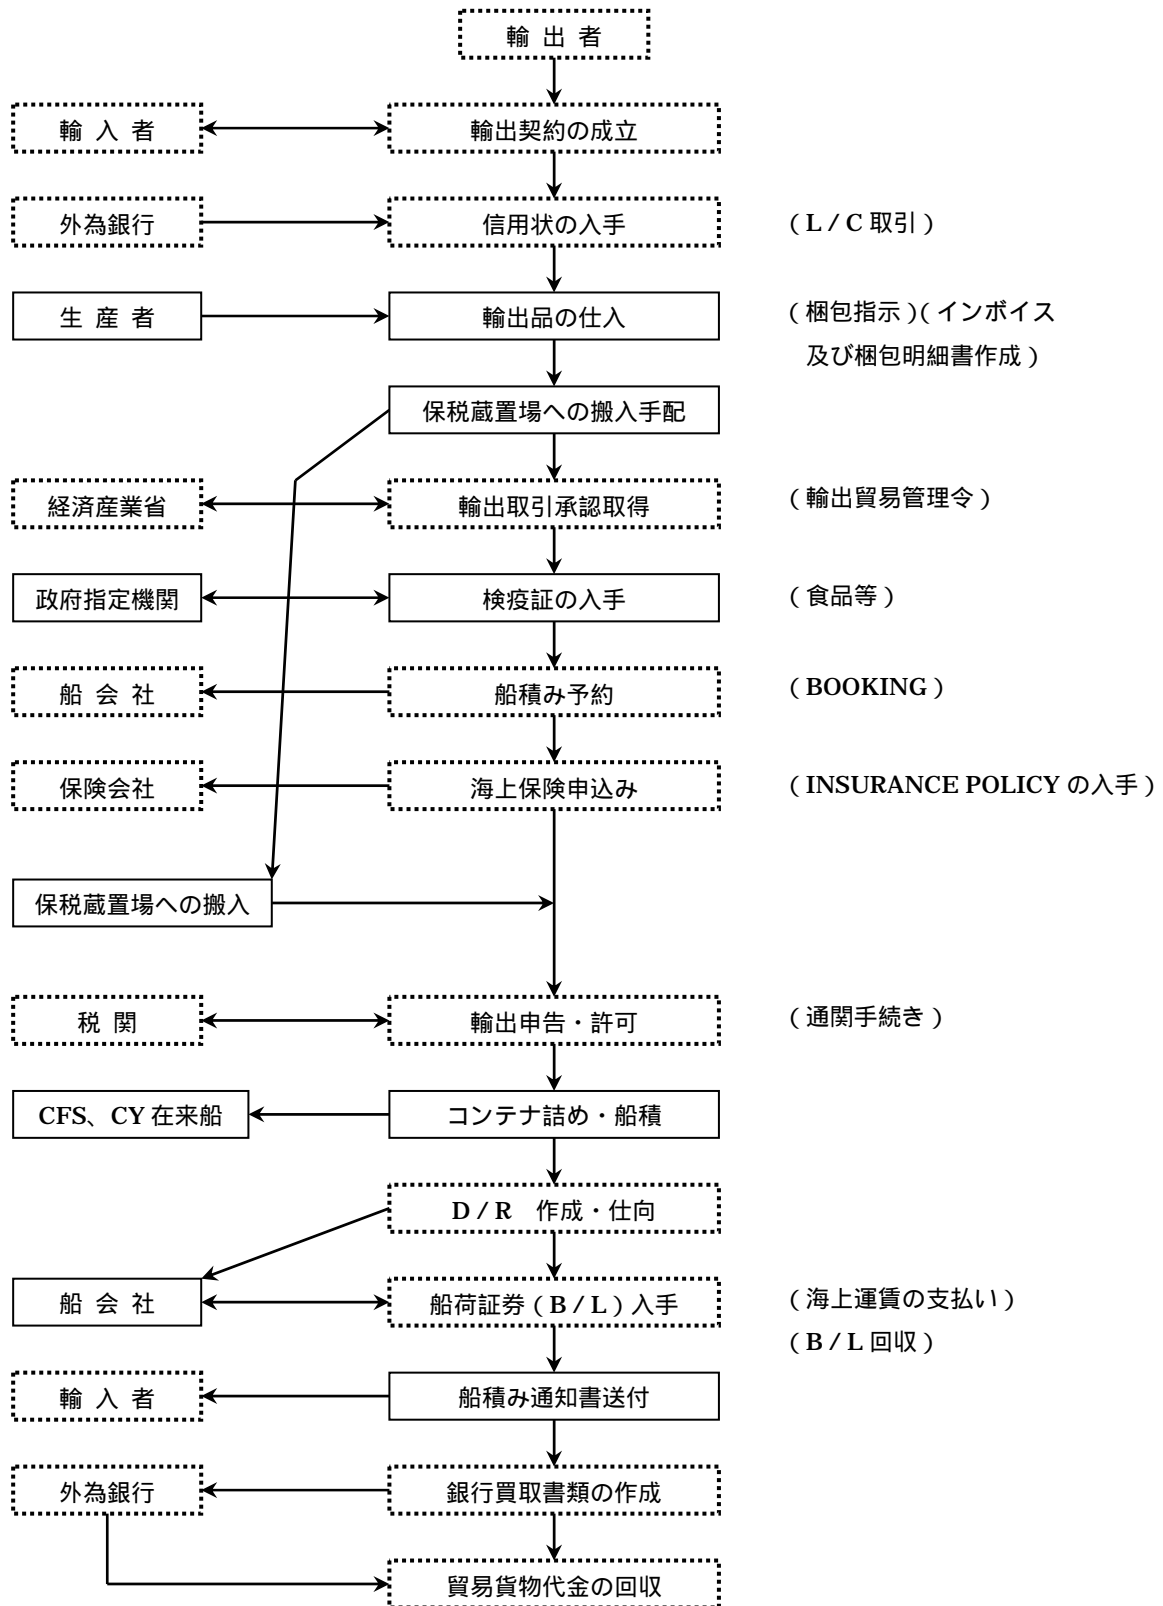 輸 出 者
輸 入 者
輸出契約の成立
外為銀行
信用状の入手
( L / C 取引 )
生 産 者
輸出品の仕入
( 梱包指示 )( インボイス
及び梱包明細書作成 )
保税蔵置場への搬入手配
経済産業省
輸出取引承認取得
( 輸出貿易管理令 )
政府指定機関
検疫証の入手
( 食品等 )
船 会 社
船積み予約
( BOOKING )
保険会社
海上保険申込み
( INSURANCE POLICY の入手 )
保税蔵置場への搬入
税 関
輸出申告・許可
( 通関手続き )
CFS、CY 在来船
コンテナ詰め・船積
D / R 作成・仕向
船 会 社
船荷証券 ( B / L ) 入手
( 海上運賃の支払い )
( B / L 回収 )
輸 入 者
船積み通知書送付
外為銀行
銀行買取書類の作成
貿易貨物代金の回収